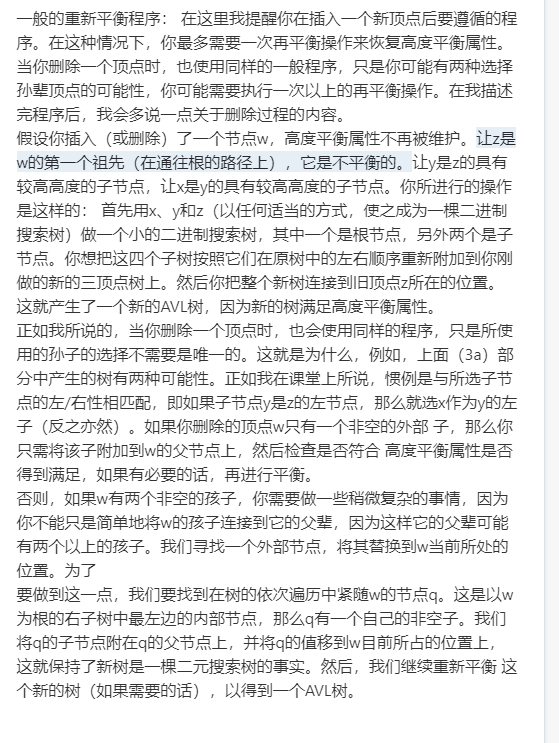 一般的重新平衡程序： 在这里我提醒你在插入一个新顶点后要遵循的程
序。在这种情况下，你最多需要一次再平衡操作来恢复高度平衡属性。
当你删除一个顶点时，也使用同样的一般程序，只是你可能有两种选择
孙辈顶点的可能性，你可能需要执行一次以上的再平衡操作。在我描述
完程序后，我会多说一点关于删除过程的内容。
假设你插入（或删除）了一个节点w，高度平衡属性不再被维护。让z是
w的第一个祖先（在通往根的路径上），它是不平衡的。让y是z的具有
较高高度的子节点，让x是y的具有较高高度的子节点。你所进行的操作
是这样的： 首先用x、y和z（以任何适当的方式，使之成为一棵二进制
搜索树）做一个小的二进制搜索树，其中一个是根节点，另外两个是子
节点。你想把这四个子树按照它们在原树中的左右顺序重新附加到你刚
做的新的三顶点树上。然后你把整个新树连接到旧顶点z所在的位置。
这就产生了一个新的AVL树，因为新的树满足高度平衡属性。
正如我所说的，当你删除一个顶点时，也会使用同样的程序，只是所使
用的孙子的选择不需要是唯一的。这就是为什么，例如，上面（3a）部
分中产生的树有两种可能性。正如我在课堂上所说，惯例是与所选子节
点的左/右性相匹配，即如果子节点y是z的左节点，那么就选x作为y的左
子（反之亦然）。如果你删除的顶点w只有一个非空的外部 子，那么你
只需将该子附加到w的父节点上，然后检查是否符合 高度平衡属性是否
得到满足，如果有必要的话，再进行平衡。
否则，如果w有两个非空的孩子，你需要做一些稍微复杂的事情，因为
你不能只是简单地将w的孩子连接到它的父辈，因为这样它的父辈可能
有两个以上的孩子。我们寻找一个外部节点，将其替换到w当前所处的
位置。为了
要做到这一点，我们要找到在树的依次遍历中紧随w的节点q。这是以w
为根的右子树中最左边的内部节点，那么q有一个自己的非空子。我们
将q的子节点附在q的父节点上，并将q的值移到w目前所占的位置上，
这就保持了新树是一棵二元搜索树的事实。然后，我们继续重新平衡 这
个新的树（如果需要的话），以得到一个AVL树。